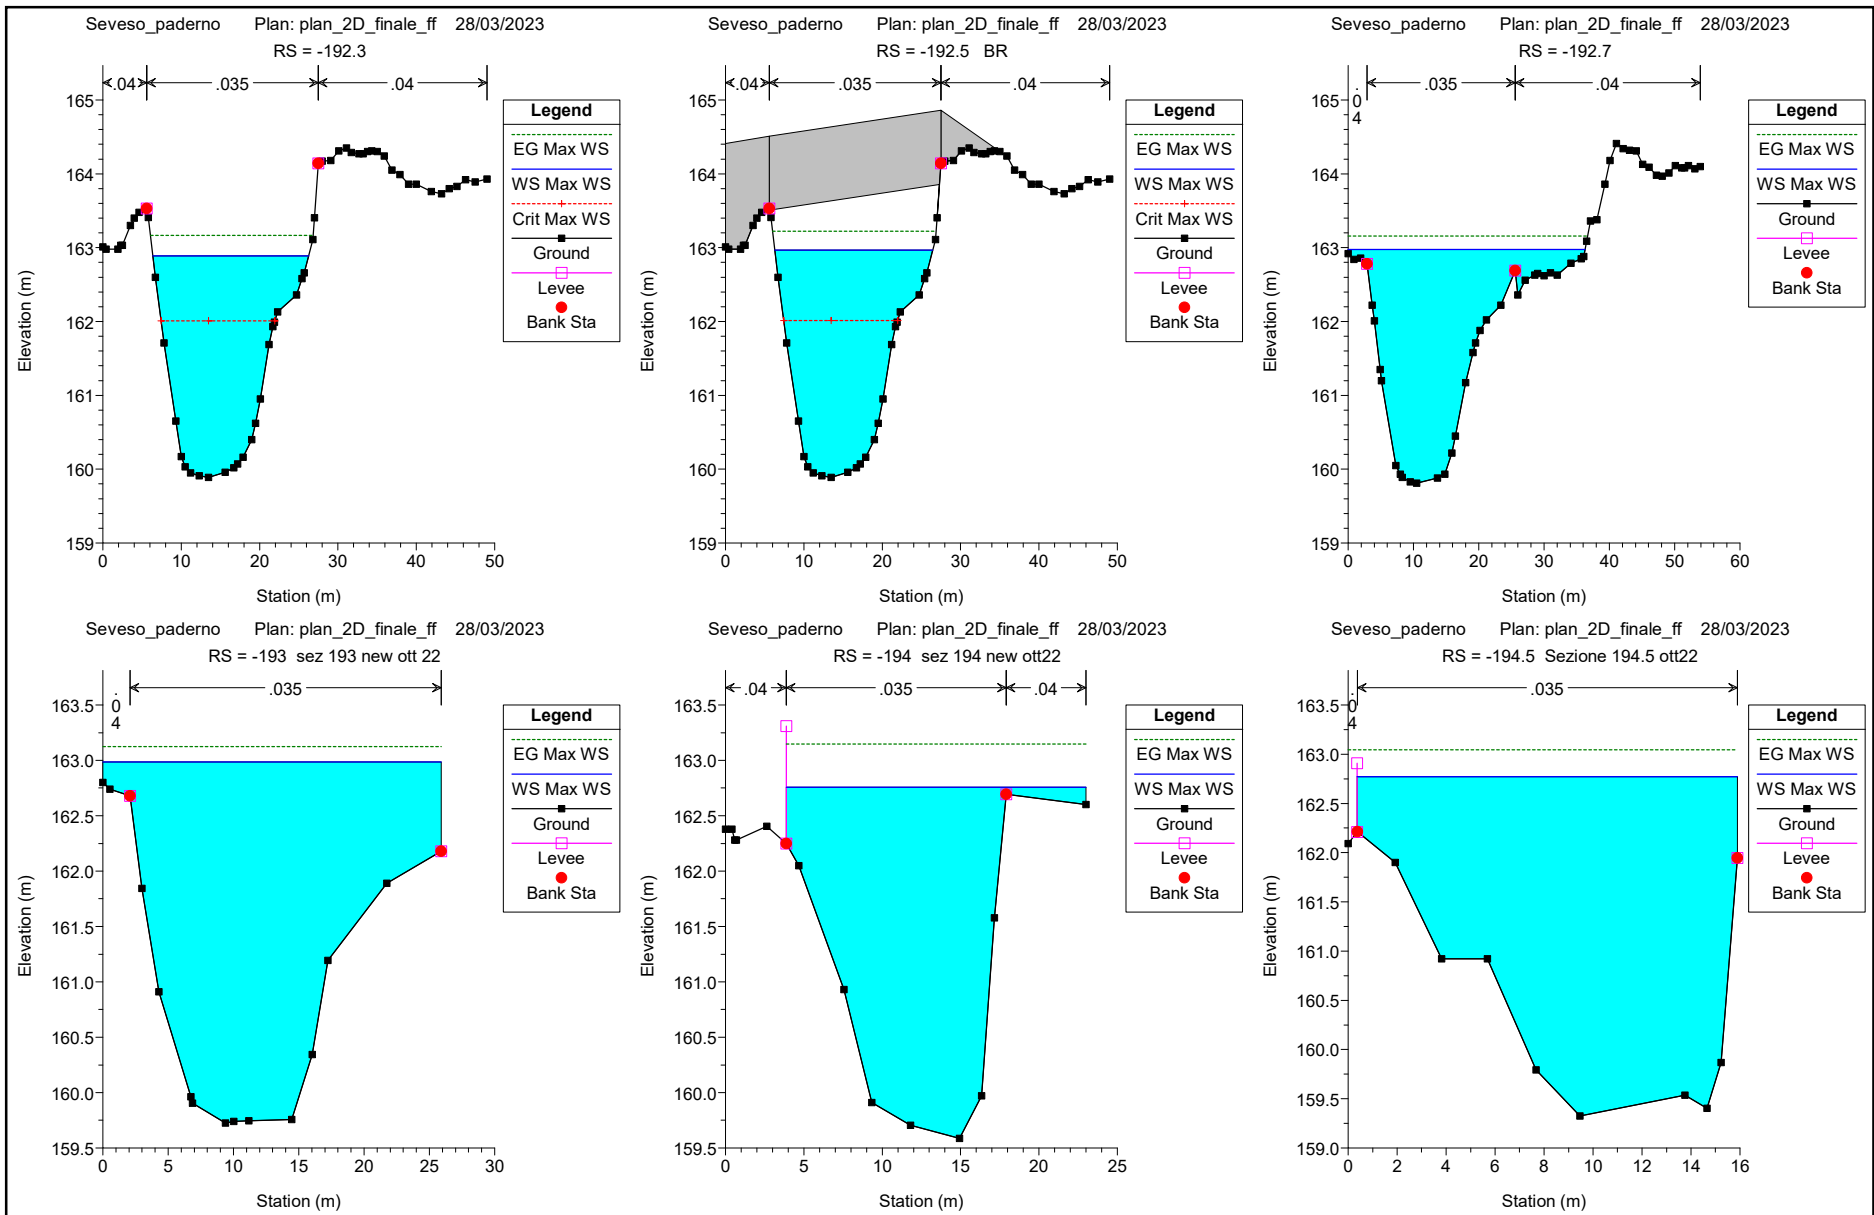 Seveso_paderno Plan: plan_2D_finale_ff 28/03/2023
RS = -192.3
.04 .035 .04
165
164
163
162
161
160
159
0 10 20 30 40 50
Elevation (m)
Station (m)
Legend
EG Max WS
WS Max WS
Crit Max WS
Ground
Levee
Bank Sta
Seveso_paderno Plan: plan_2D_finale_ff 28/03/2023
RS = -192.5 BR
.04 .035 .04
165
164
163
162
161
160
159
0 10 20 30 40 50
Elevation (m)
Station (m)
Legend
EG Max WS
WS Max WS
Crit Max WS
Ground
Levee
Bank Sta
Seveso_paderno Plan: plan_2D_finale_ff 28/03/2023
RS = -192.7
.04 .035 .04
165
164
163
162
161
160
159
0 10 20 30 40 50 60
Elevation (m)
Station (m)
Legend
EG Max WS
WS Max WS
Ground
Levee
Bank Sta
Seveso_paderno Plan: plan_2D_finale_ff 28/03/2023
RS = -193 sez 193 new ott 22
.04 .035
163.5
163.0
162.5
162.0
161.5
161.0
160.5
160.0
159.5
0 5 10 15 20 25 30
Elevation (m)
Station (m)
Legend
EG Max WS
WS Max WS
Ground
Levee
Bank Sta
Seveso_paderno Plan: plan_2D_finale_ff 28/03/2023
RS = -194 sez 194 new ott22
.04 .035 .04
163.5
163.0
162.5
162.0
161.5
161.0
160.5
160.0
159.5
0 5 10 15 20 25
Elevation (m)
Station (m)
Legend
EG Max WS
WS Max WS
Ground
Levee
Bank Sta
Seveso_paderno Plan: plan_2D_finale_ff 28/03/2023
RS = -194.5 Sezione 194.5 ott22
.04 .035
163.5
163.0
162.5
162.0
161.5
161.0
160.5
160.0
159.5
159.0
0 2 4 6 8 10 12 14 16
Elevation (m)
Station (m)
Legend
EG Max WS
WS Max WS
Ground
Levee
Bank Sta